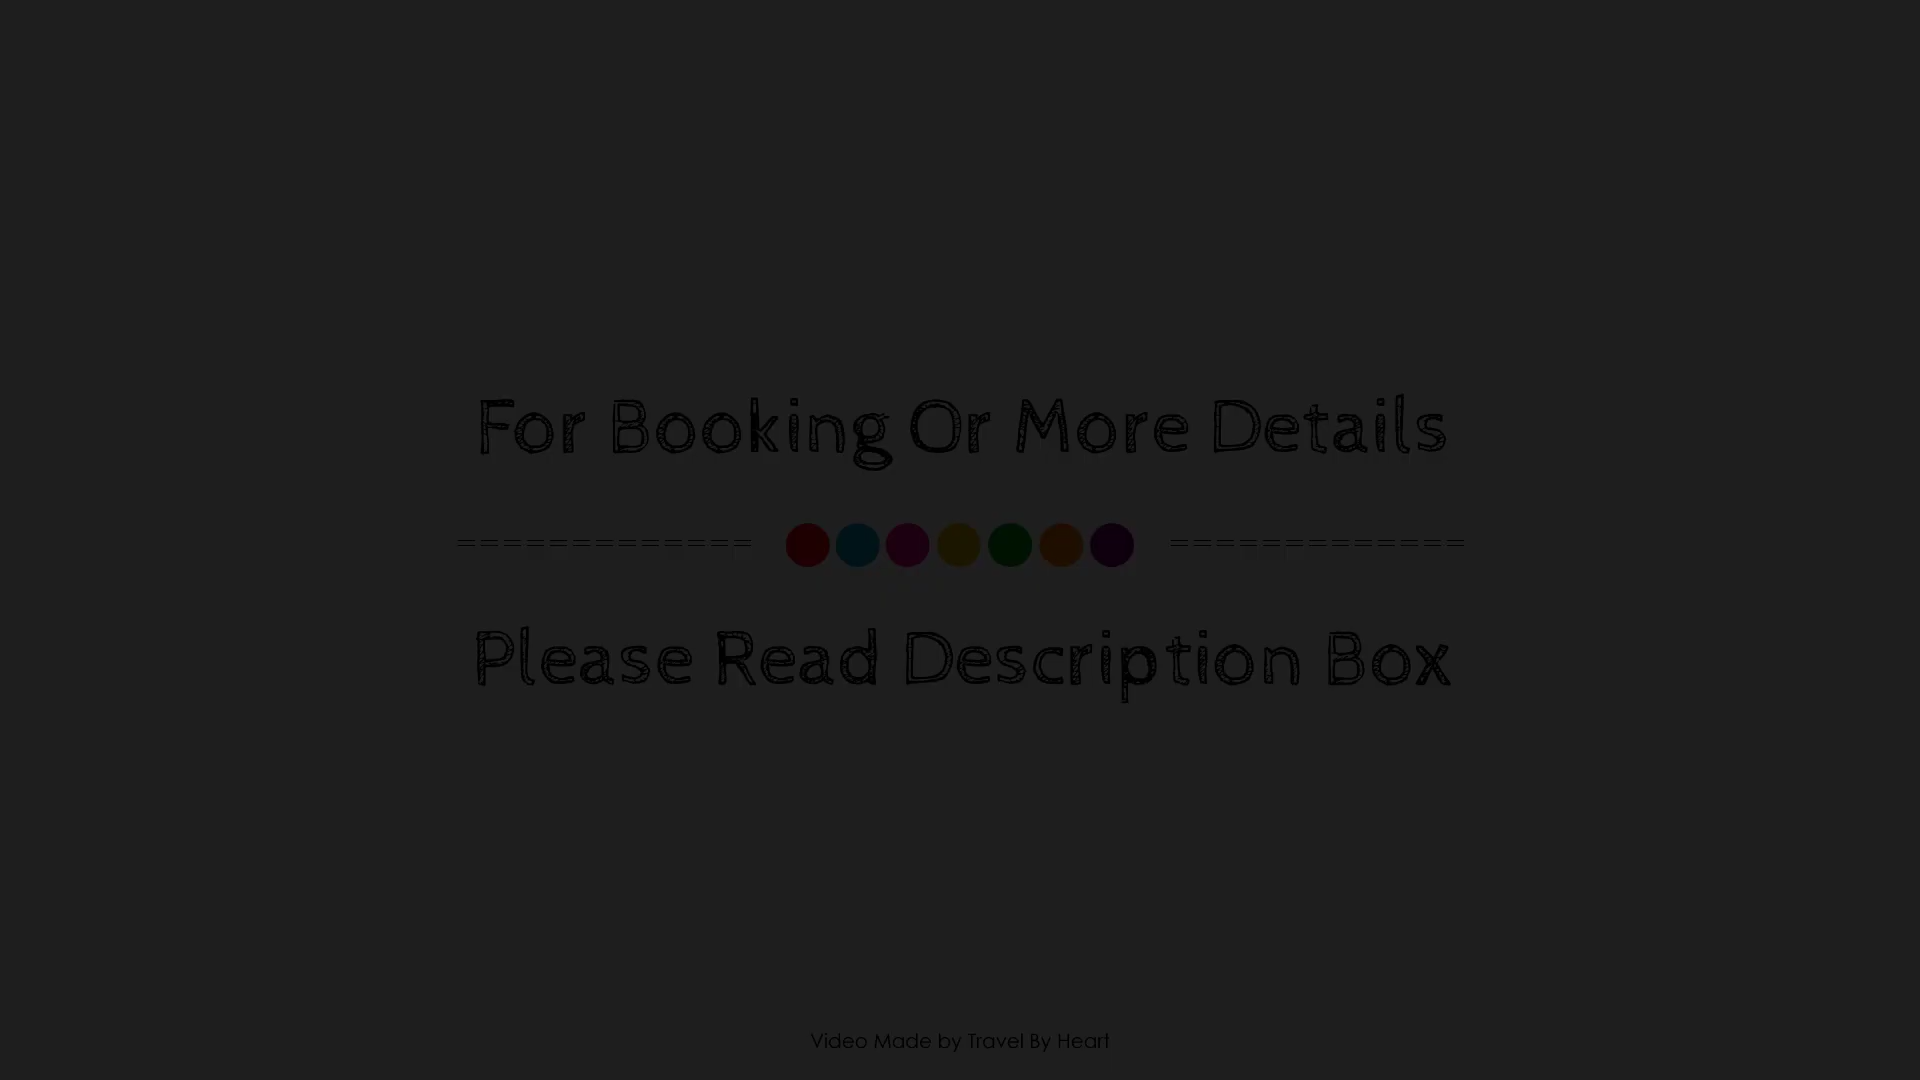 For Booking Or More Details
============= =============
Please Read Description Box
Video Made by Travel By Heart